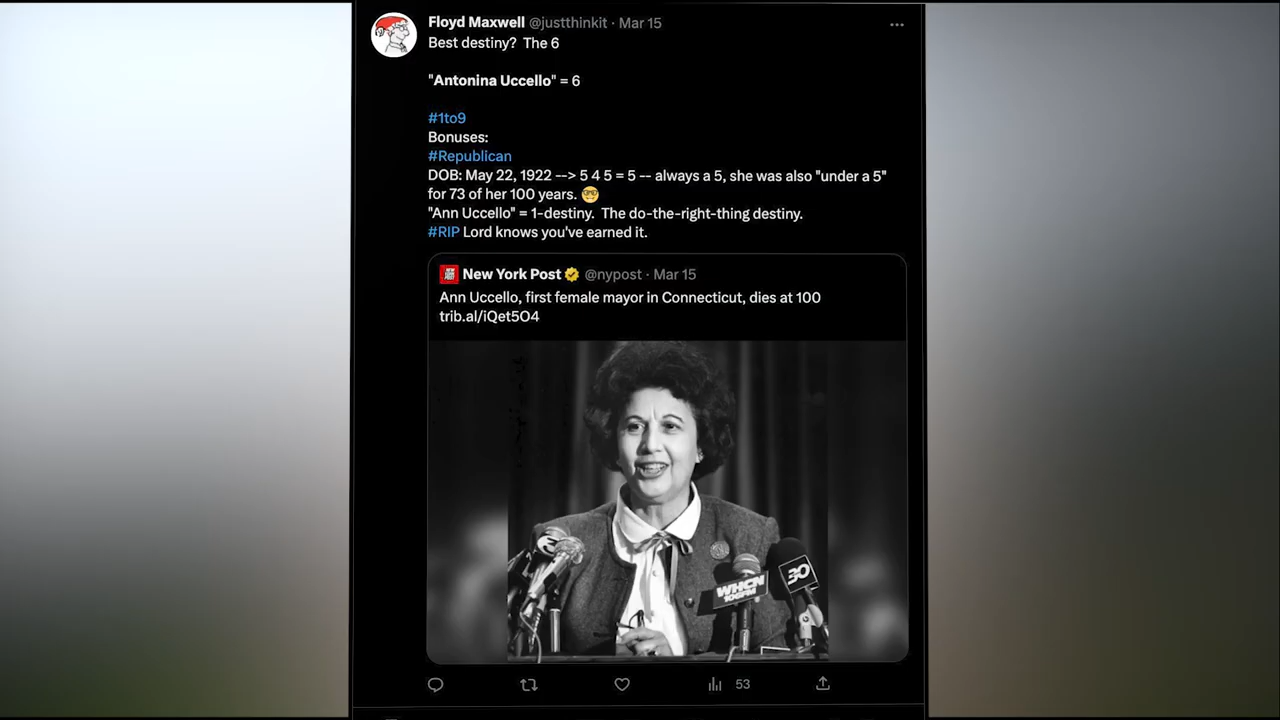 Floyd Maxwell @justthinkit · Mar 15
Best destiny? The 6
"Antonina Uccello" = 6
#1to9
Bonuses:
#Republican
DOB: May 22, 1922 --> 5 4 5 = 5 -- always a 5, she was also "under a 5"
for 73 of her 100 years. 🤓
"Ann Uccello" = 1-destiny. The do-the-right-thing destiny.
#RIP Lord knows you've earned it.
New York Post @nypost · Mar 15
Ann Uccello, first female mayor in Connecticut, dies at 100
trib.al/iQet5O4
WHCN
30
53